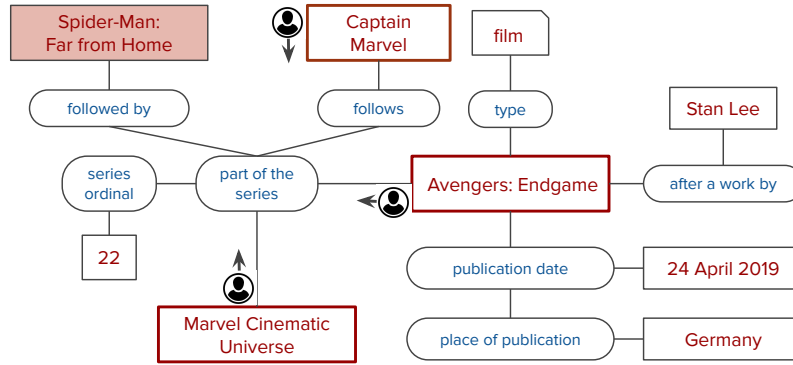 Spider-Man:
Far from Home
Captain
Marvel
film
followed by
follows
type
Stan Lee
series
ordinal
part of the
series
Avengers: Endgame
after a work by
22
publication date
24 April 2019
Marvel Cinematic
Universe
place of publication
Germany